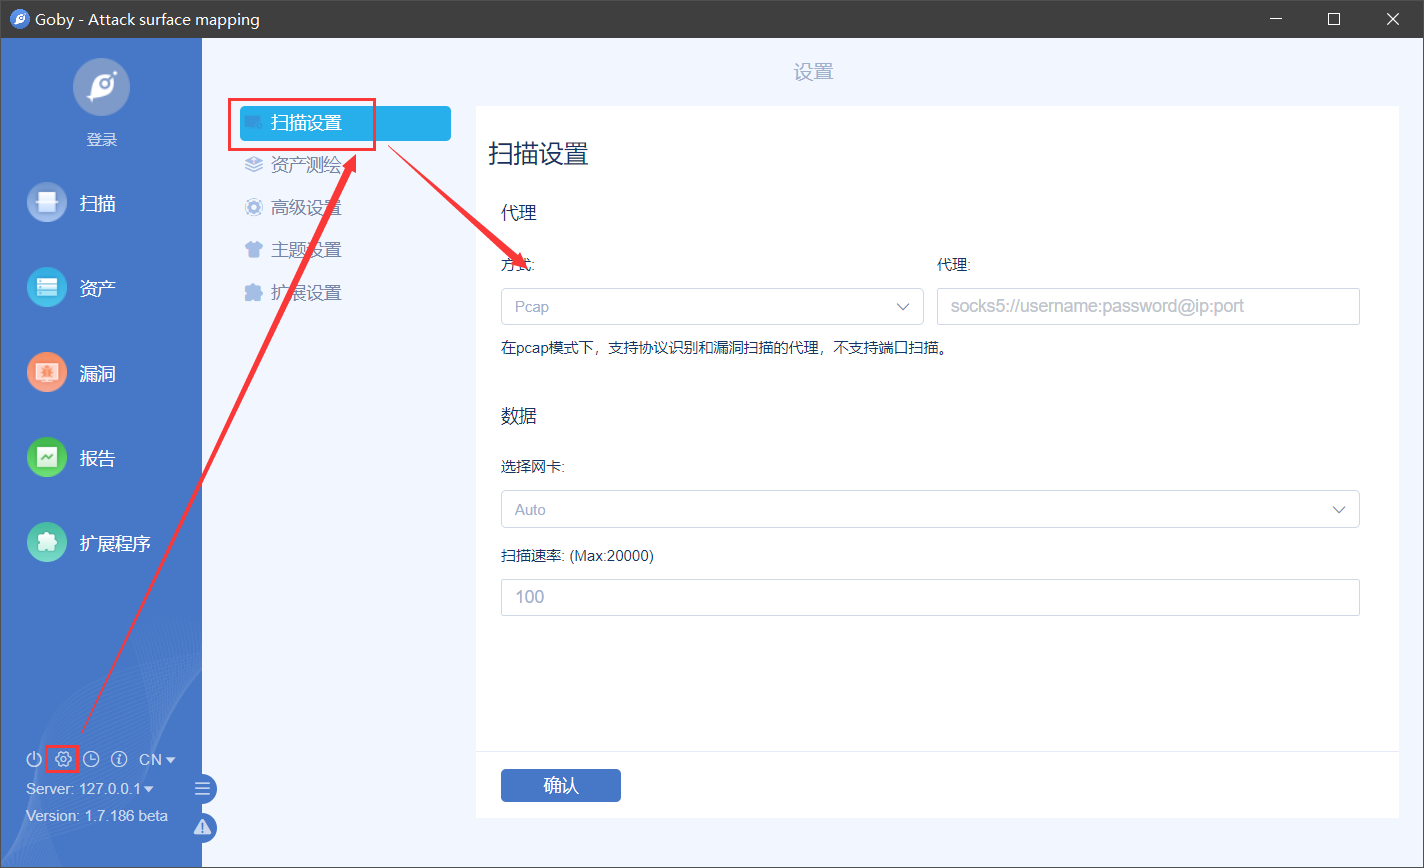 Goby - Attack surface mapping
登录
扫描
资产
漏洞
报告
扩展程序
CN
Server: 127.0.0.1
Version: 1.7.186 beta
设置
扫描设置
资产测绘
高级设置
主题设置
扩展设置
扫描设置
代理
方式:
代理:
Pcap
socks5://username:password@ip:port
在pcap模式下，支持协议识别和漏洞扫描的代理，不支持端口扫描。
数据
选择网卡:
Auto
扫描速率: (Max:20000)
100
确认